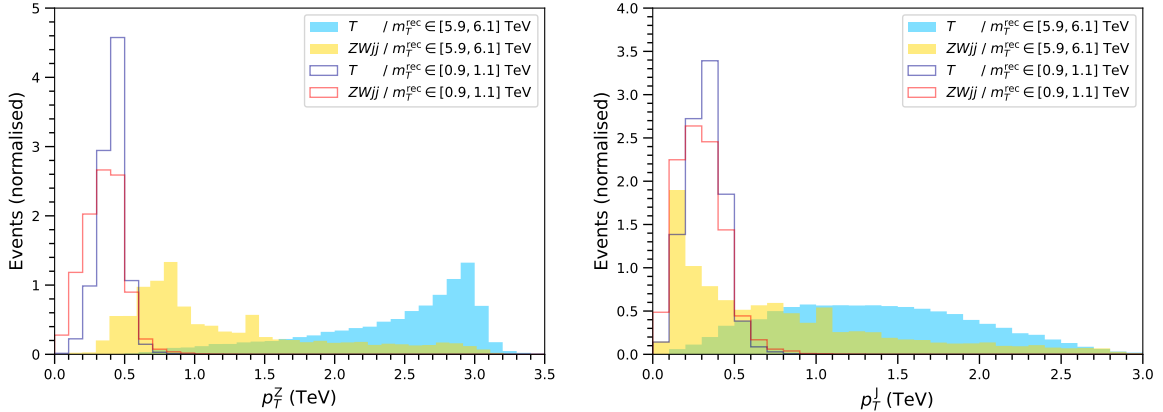 5
4
3
2
1
0
Events (normalised)
T / m_T^rec ∈ [5.9, 6.1] TeV
ZWjj / m_T^rec ∈ [5.9, 6.1] TeV
T / m_T^rec ∈ [0.9, 1.1] TeV
ZWjj / m_T^rec ∈ [0.9, 1.1] TeV
0.0 0.5 1.0 1.5 2.0 2.5 3.0 3.5
p_T^Z (TeV)
4.0
3.5
3.0
2.5
2.0
1.5
1.0
0.5
0.0
Events (normalised)
T / m_T^rec ∈ [5.9, 6.1] TeV
ZWjj / m_T^rec ∈ [5.9, 6.1] TeV
T / m_T^rec ∈ [0.9, 1.1] TeV
ZWjj / m_T^rec ∈ [0.9, 1.1] TeV
0.0 0.5 1.0 1.5 2.0 2.5 3.0
p_T^J (TeV)